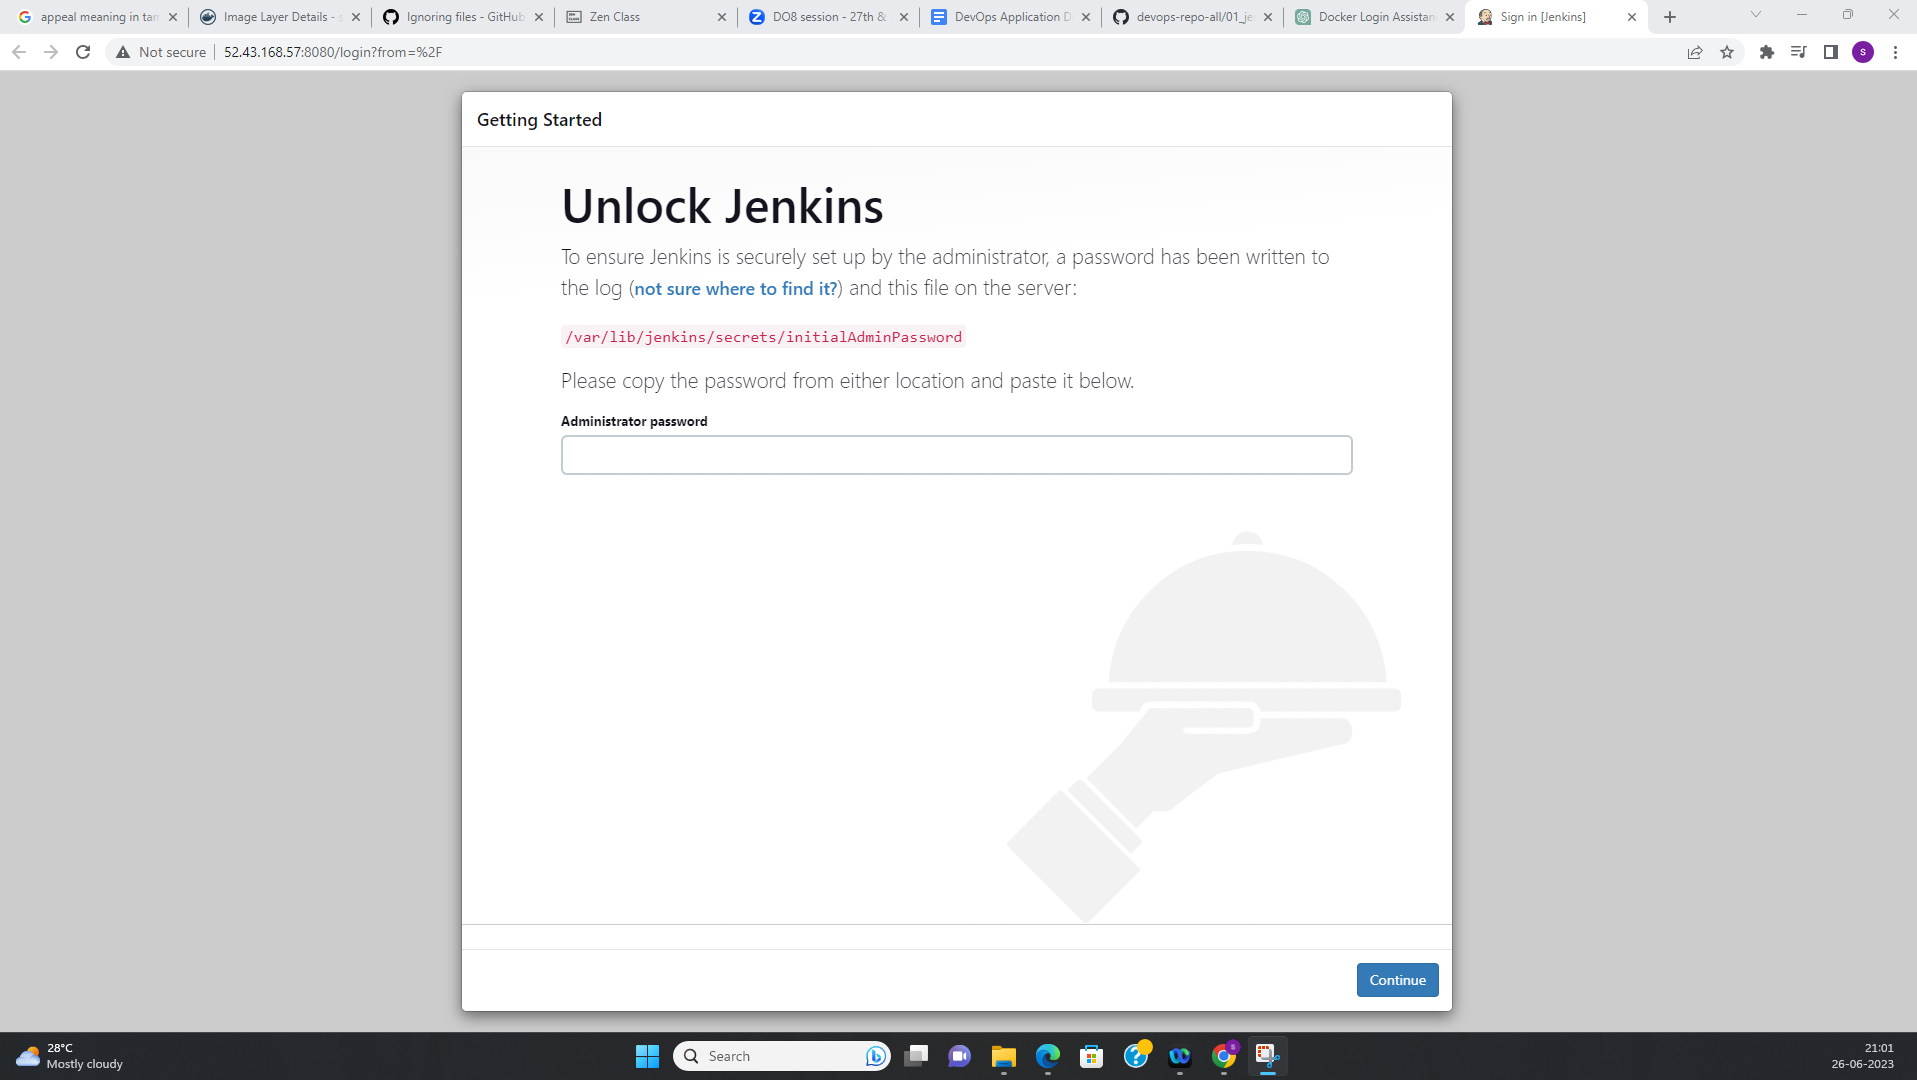 appeal meaning in tam
Image Layer Details - s
Ignoring files - GitHub
Zen Class
DO8 session - 27th &
DevOps Application D
devops-repo-all/01_je
Docker Login Assistan
Sign in [Jenkins]
Not secure
52.43.168.57:8080/login?from=%2F
s
Getting Started
Unlock Jenkins
To ensure Jenkins is securely set up by the administrator, a password has been written to
the log (not sure where to find it?) and this file on the server:
/var/lib/jenkins/secrets/initialAdminPassword
Please copy the password from either location and paste it below.
Administrator password
Continue
28°C
Mostly cloudy
Search
21:01
26-06-2023